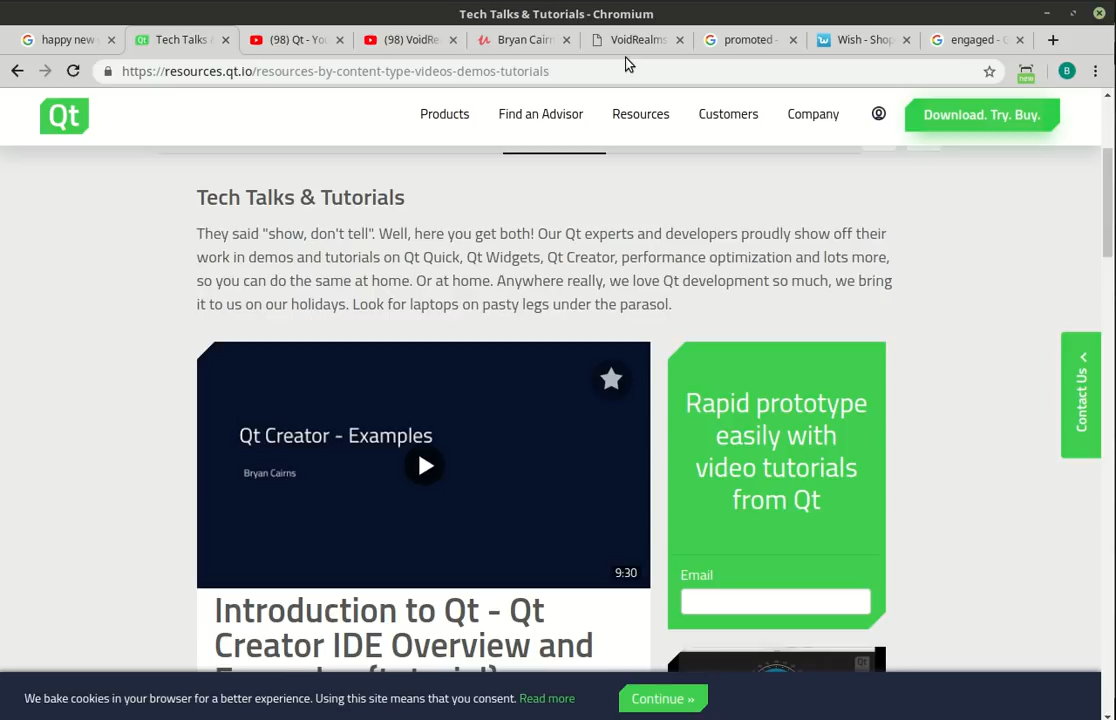 Tech Talks & Tutorials - Chromium
happy new
Tech Talks &
(98) Qt - Yo
(98) VoidRe
Bryan Cairn
VoidRealms
promoted -
Wish - Shop
engaged - G
https://resources.qt.io/resources-by-content-type-videos-demos-tutorials
new
B
Qt
Products
Find an Advisor
Resources
Customers
Company
Download. Try. Buy.
Tech Talks & Tutorials
They said "show, don't tell". Well, here you get both! Our Qt experts and developers proudly show off their
work in demos and tutorials on Qt Quick, Qt Widgets, Qt Creator, performance optimization and lots more,
so you can do the same at home. Or at home. Anywhere really, we love Qt development so much, we bring
it to us on our holidays. Look for laptops on pasty legs under the parasol.
Contact Us
Qt Creator - Examples
Bryan Cairns
9:30
Rapid prototype
easily with
video tutorials
from Qt
Email
Introduction to Qt - Qt
Creator IDE Overview and
Qt
We bake cookies in your browser for a better experience. Using this site means that you consent. Read more
Continue »